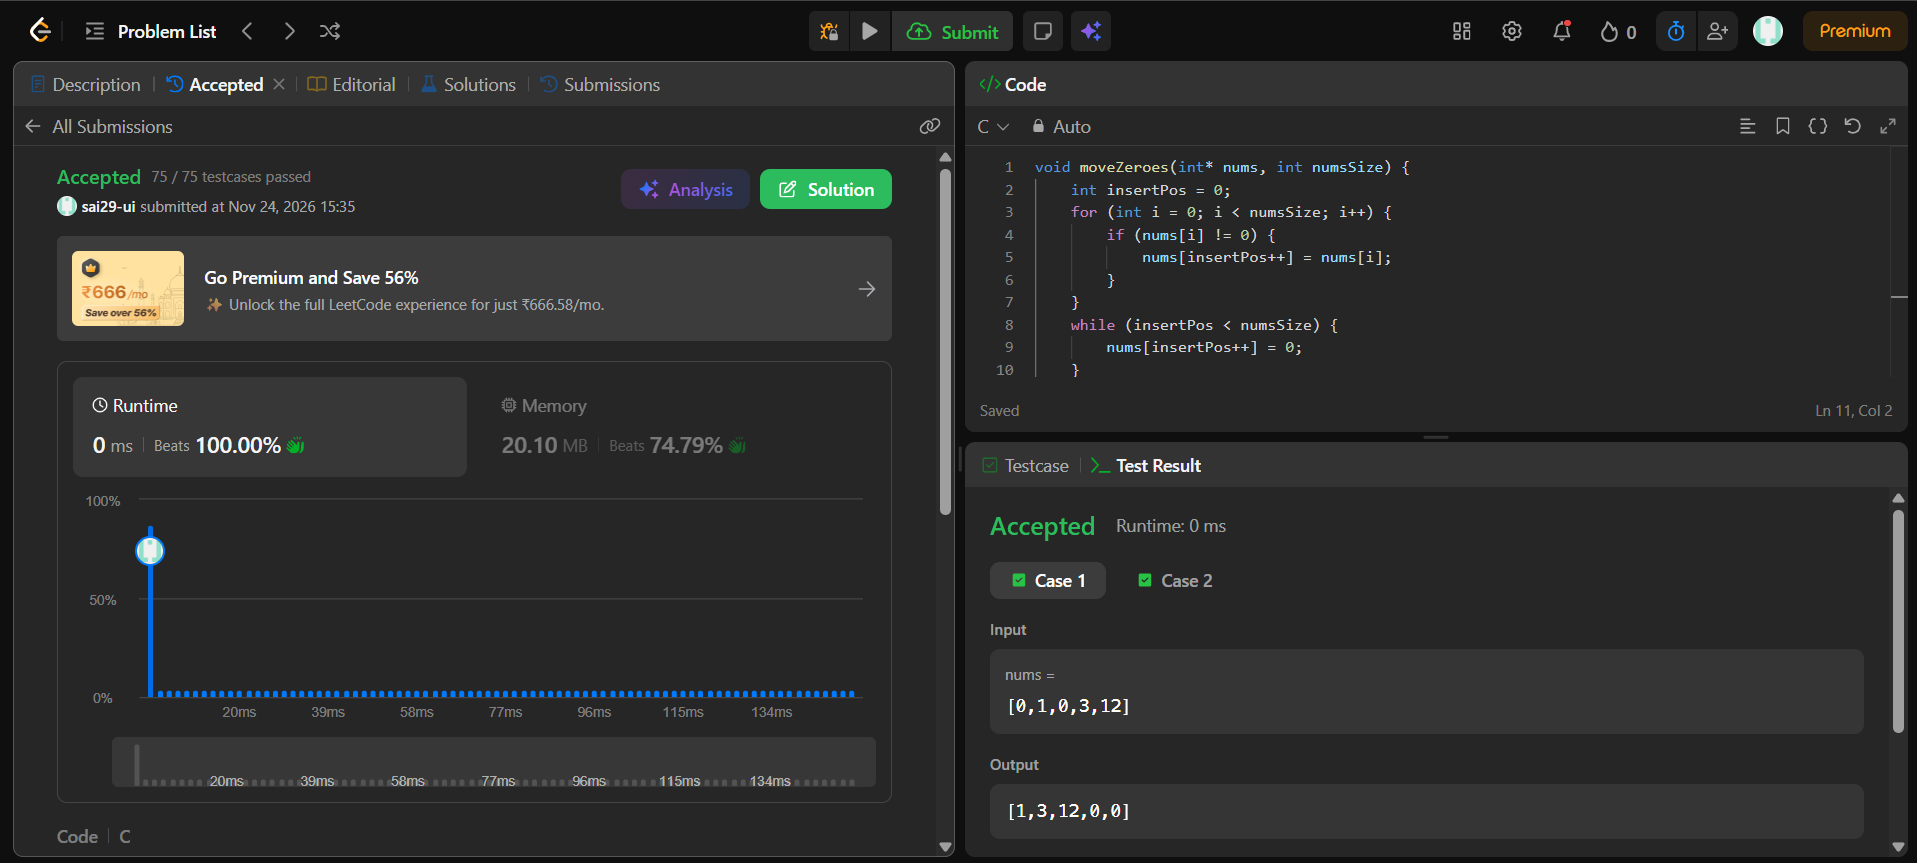 Problem List
Submit
0
Premium
Description
Accepted
Editorial
Solutions
Submissions
All Submissions
Accepted 75 / 75 testcases passed
sai29-ui submitted at Nov 24, 2026 15:35
Analysis
Solution
₹666/mo
Save over 56%
Go Premium and Save 56%
✨ Unlock the full LeetCode experience for just ₹666.58/mo.
Runtime
0 ms Beats 100.00%
Memory
20.10 MB Beats 74.79%
100%
50%
0%
20ms 39ms 58ms 77ms 96ms 115ms 134ms
20ms 39ms 58ms 77ms 96ms 115ms 134ms
Code C
</> Code
C Auto
1 void moveZeroes(int* nums, int numsSize) {
2 int insertPos = 0;
3 for (int i = 0; i < numsSize; i++) {
4 if (nums[i] != 0) {
5 nums[insertPos++] = nums[i];
6 }
7 }
8 while (insertPos < numsSize) {
9 nums[insertPos++] = 0;
10 }
Saved
Ln 11, Col 2
Testcase
Test Result
Accepted Runtime: 0 ms
Case 1 Case 2
Input
nums =
[0,1,0,3,12]
Output
[1,3,12,0,0]